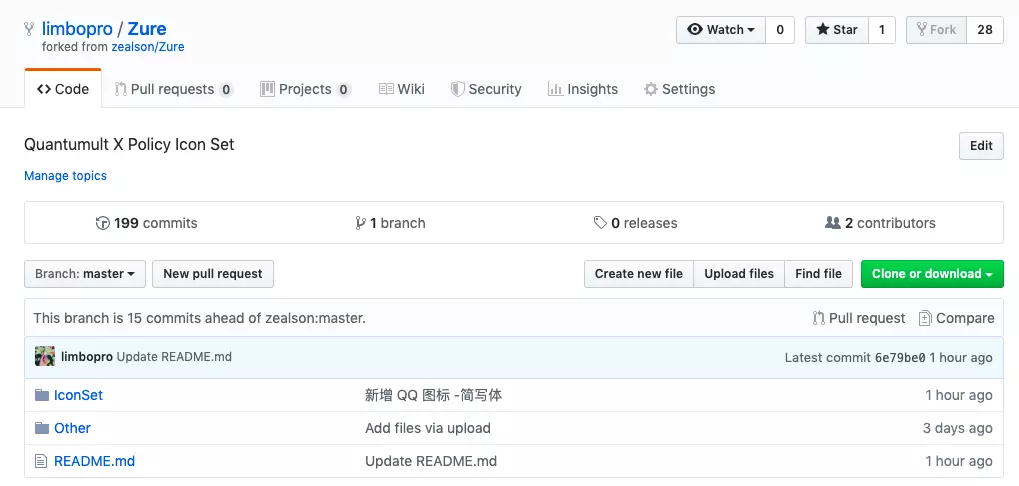 limbopro / Zure
forked from zealson/Zure
Watch 0
Star 1
Fork 28
Code
Pull requests 0
Projects 0
Wiki
Security
Insights
Settings
Quantumult X Policy Icon Set
Edit
Manage topics
199 commits
1 branch
0 releases
2 contributors
Branch: master
New pull request
Create new file
Upload files
Find file
Clone or download
This branch is 15 commits ahead of zealson:master.
Pull request
Compare
limbopro Update README.md
Latest commit 6e79be0 1 hour ago
IconSet 新增 QQ 图标 -简写体 1 hour ago
Other Add files via upload 3 days ago
README.md Update README.md 1 hour ago